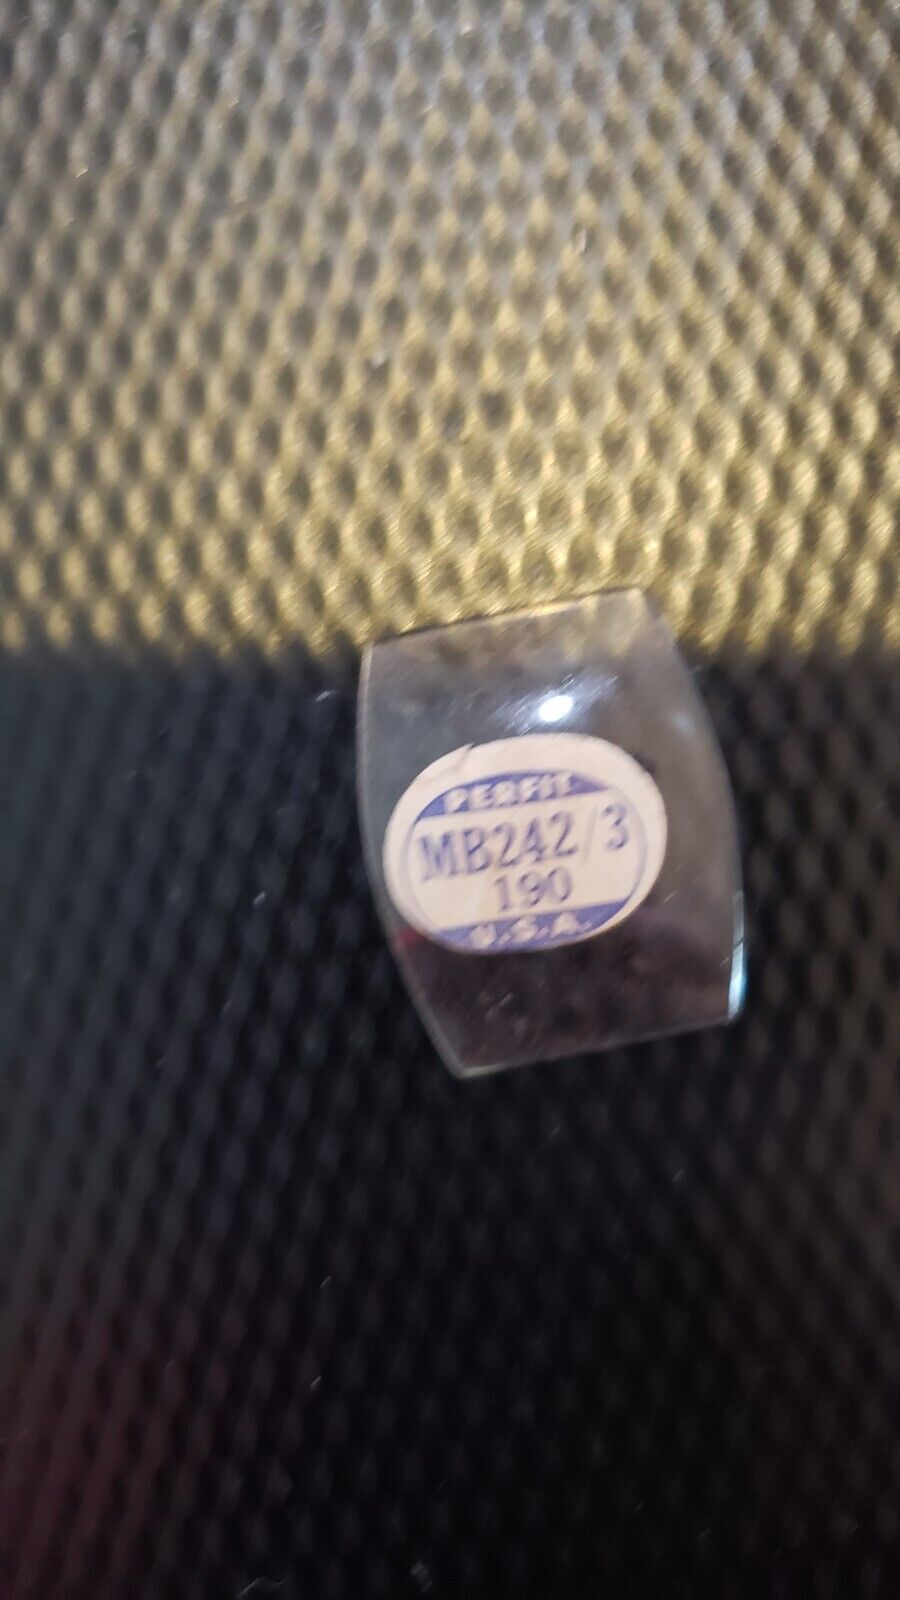 PERFIT
MB242/3
190
U.S.A.